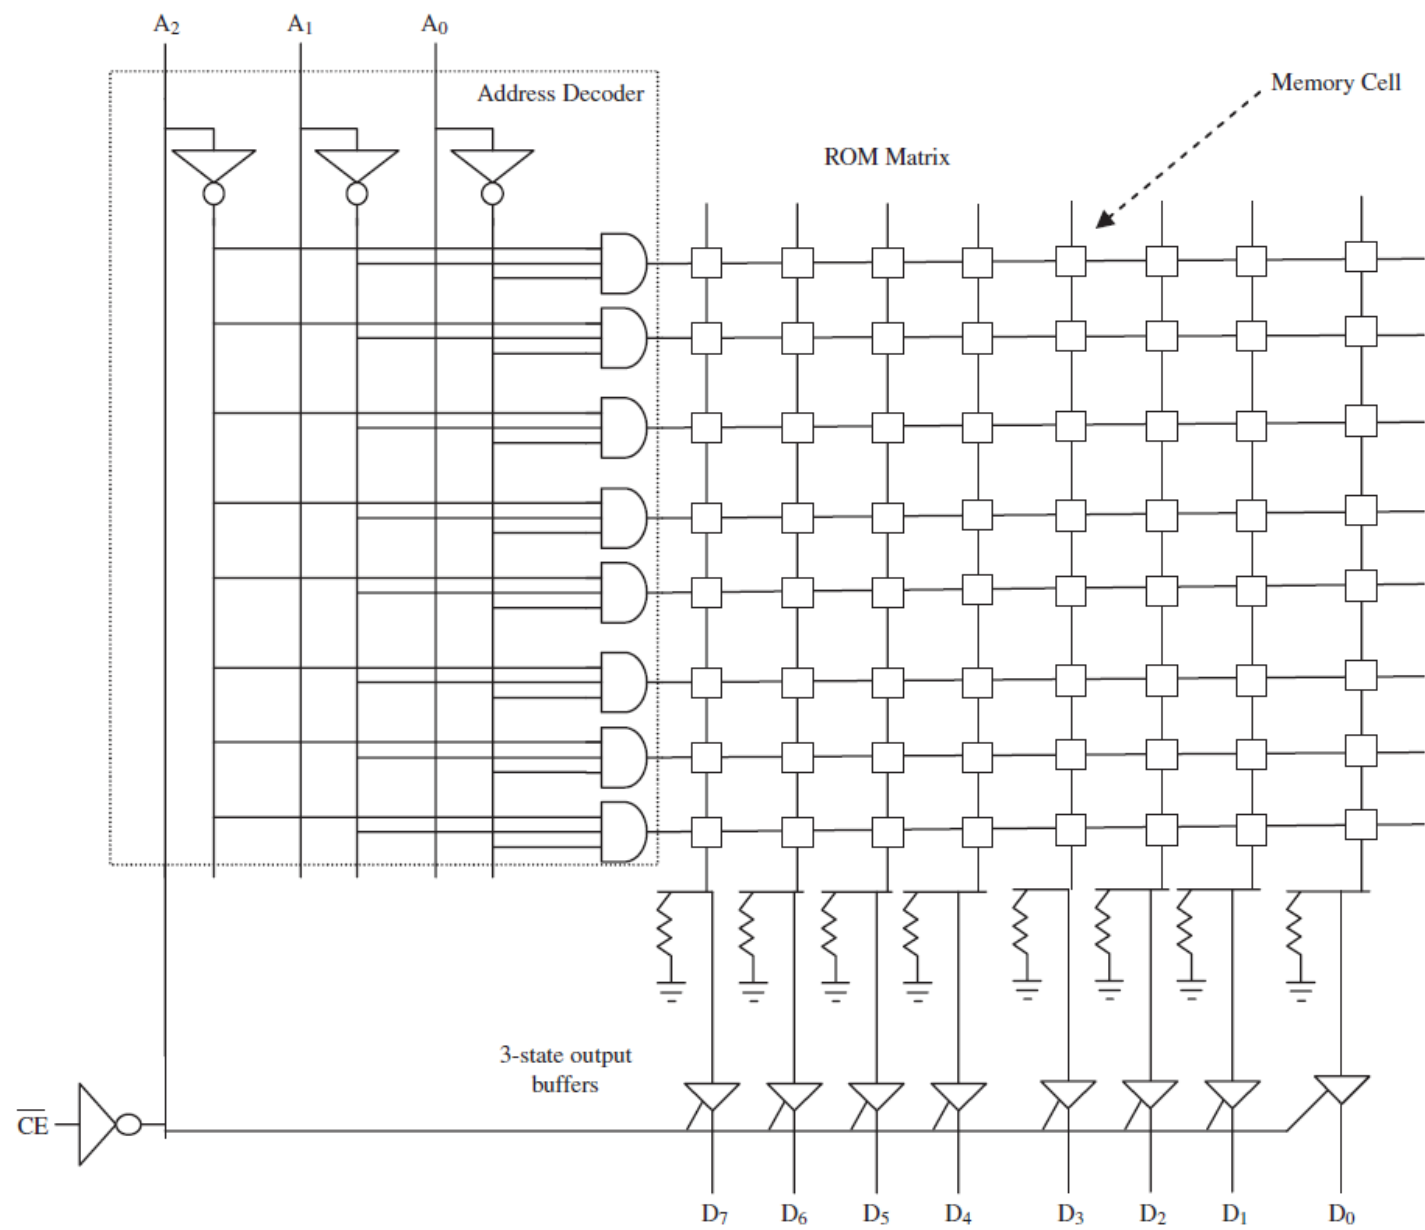 A₂ A₁ A₀
Address Decoder
Memory Cell
ROM Matrix
3-state output
buffers
C̅E̅
D₇ D₆ D₅ D₄ D₃ D₂ D₁ D₀